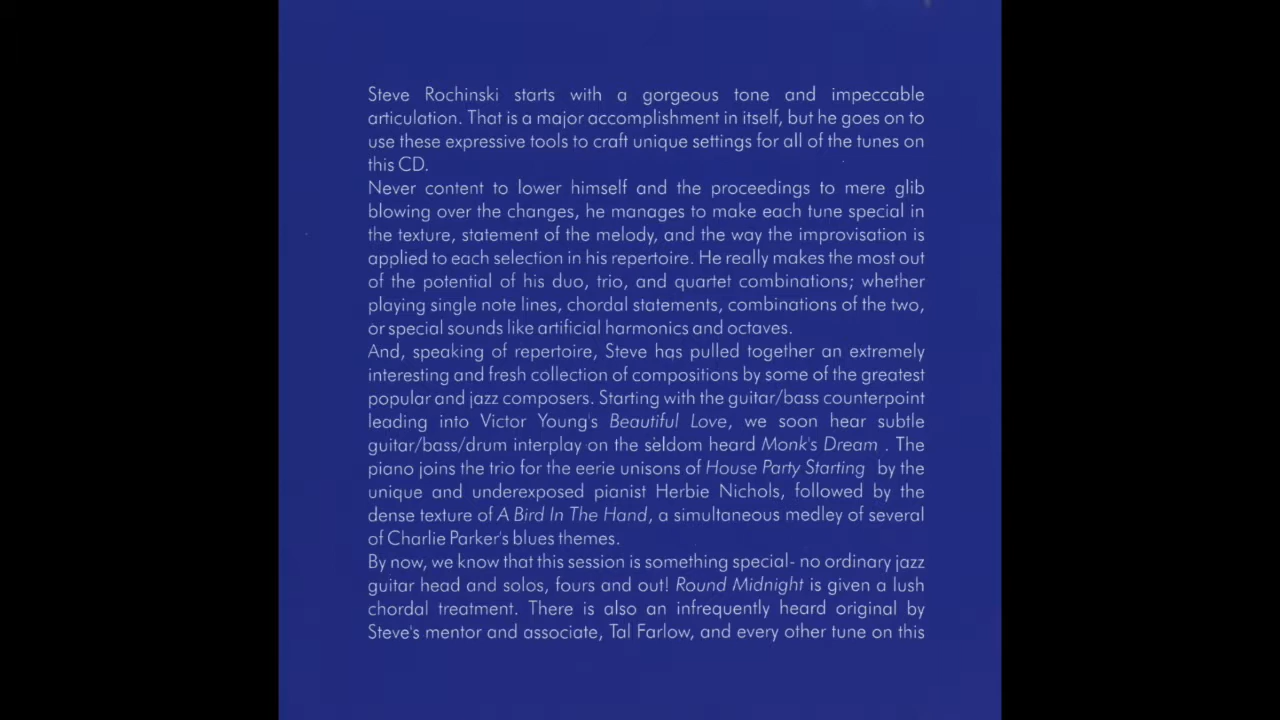 Steve Rochinski starts with a gorgeous tone and impeccable
articulation. That is a major accomplishment in itself, but he goes on to
use these expressive tools to craft unique settings for all of the tunes on
this CD.
Never content to lower himself and the proceedings to mere glib
blowing over the changes, he manages to make each tune special in
the texture, statement of the melody, and the way the improvisation is
applied to each selection in his repertoire. He really makes the most out
of the potential of his duo, trio, and quartet combinations; whether
playing single note lines, chordal statements, combinations of the two,
or special sounds like artificial harmonics and octaves.
And, speaking of repertoire, Steve has pulled together an extremely
interesting and fresh collection of compositions by some of the greatest
popular and jazz composers. Starting with the guitar/bass counterpoint
leading into Victor Young's Beautiful Love, we soon hear subtle
guitar/bass/drum interplay on the seldom heard Monk's Dream . The
piano joins the trio for the eerie unisons of House Party Starting by the
unique and underexposed pianist Herbie Nichols, followed by the
dense texture of A Bird In The Hand, a simultaneous medley of several
of Charlie Parker's blues themes.
By now, we know that this session is something special- no ordinary jazz
guitar head and solos, fours and out! Round Midnight is given a lush
chordal treatment. There is also an infrequently heard original by
Steve's mentor and associate, Tal Farlow, and every other tune on this